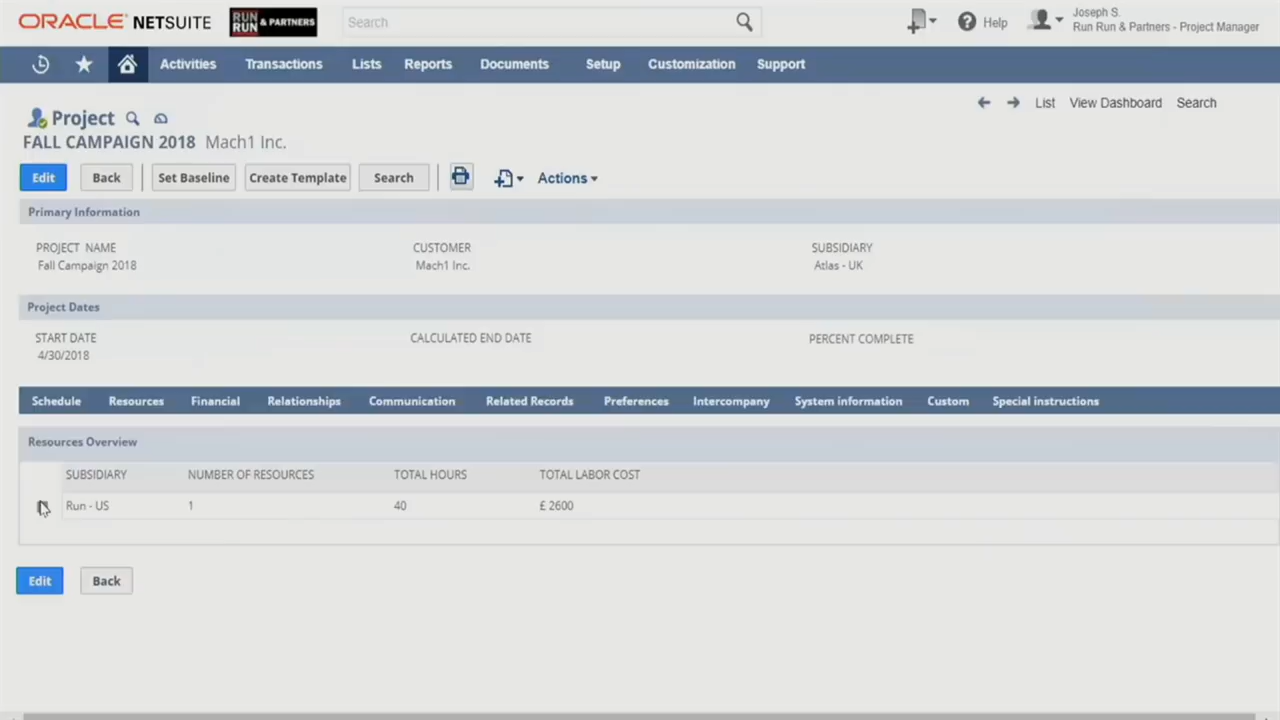 ORACLE NETSUITE RUN RUN & PARTNERS Search Help Joseph S.
Run Run & Partners - Project Manager
Activities Transactions Lists Reports Documents Setup Customization Support
List View Dashboard Search
Project
FALL CAMPAIGN 2018 Mach1 Inc.
Edit Back Set Baseline Create Template Search Actions
Primary Information
PROJECT NAME CUSTOMER SUBSIDIARY
Fall Campaign 2018 Mach1 Inc. Atlas - UK
Project Dates
START DATE CALCULATED END DATE PERCENT COMPLETE
4/30/2018
Schedule Resources Financial Relationships Communication Related Records Preferences Intercompany System information Custom Special instructions
Resources Overview
SUBSIDIARY NUMBER OF RESOURCES TOTAL HOURS TOTAL LABOR COST
Run - US 1 40 £ 2600
Edit Back